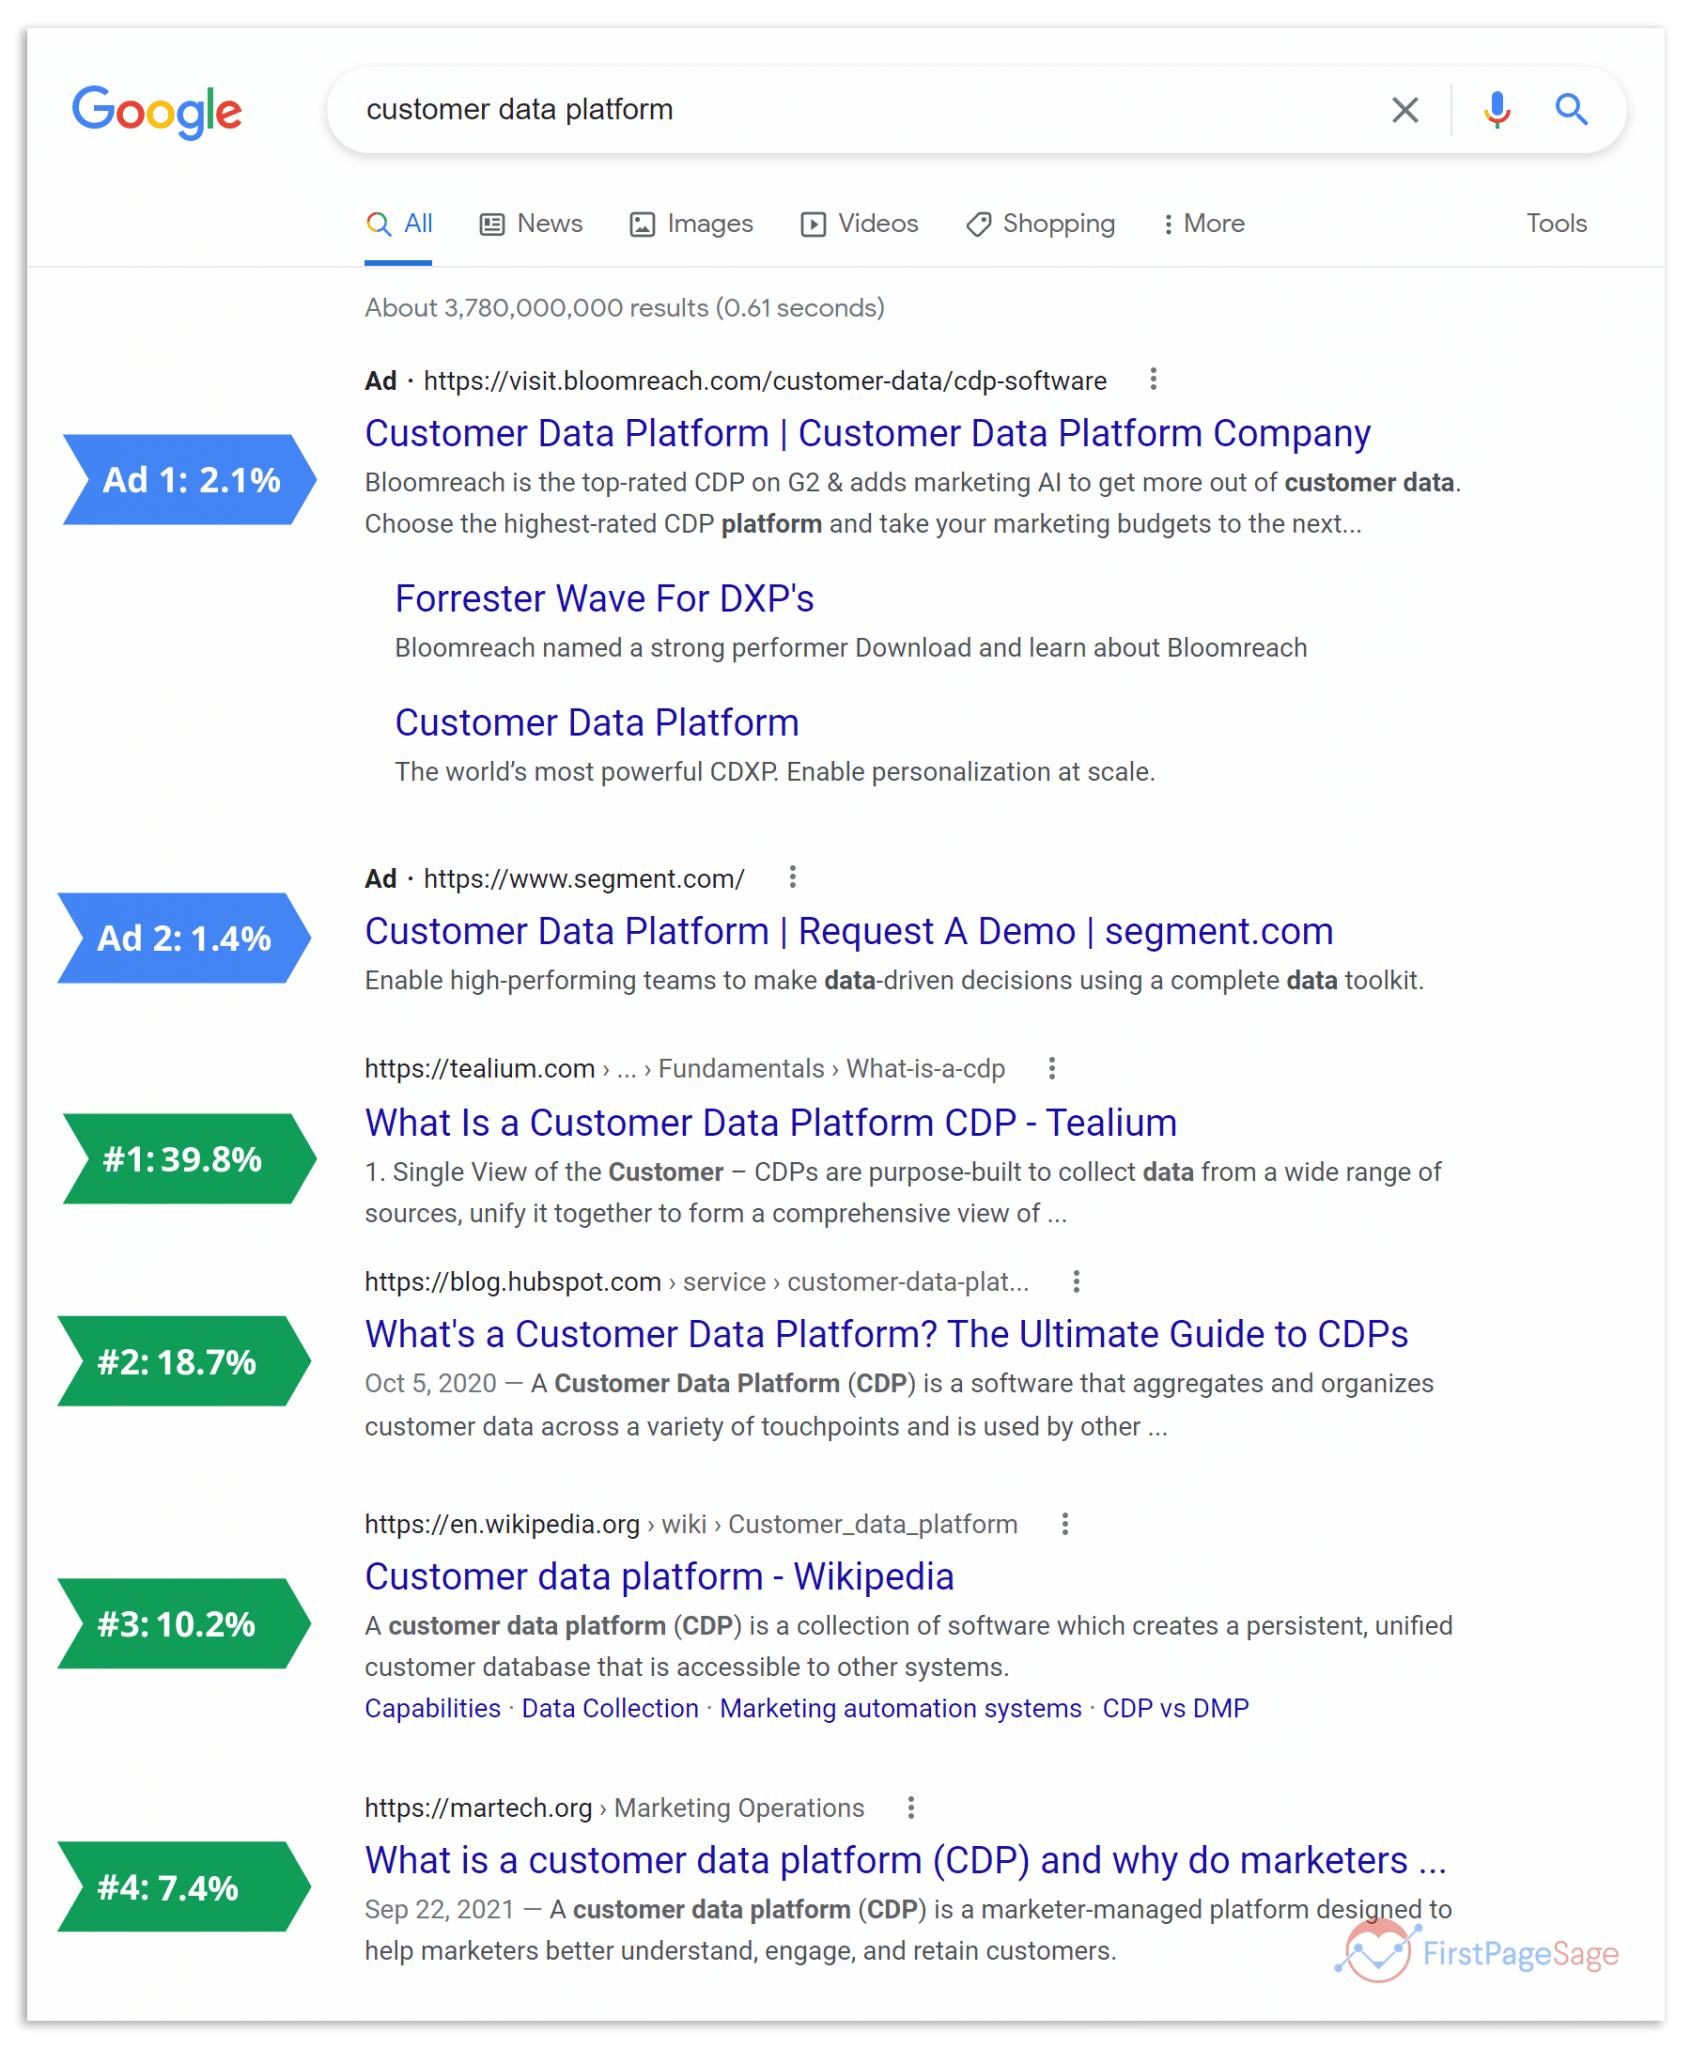 Google
customer data platform
All News Images Videos Shopping More Tools
About 3,780,000,000 results (0.61 seconds)
Ad · https://visit.bloomreach.com/customer-data/cdp-software
Customer Data Platform | Customer Data Platform Company
Ad 1: 2.1%
Bloomreach is the top-rated CDP on G2 & adds marketing AI to get more out of customer data.
Choose the highest-rated CDP platform and take your marketing budgets to the next...
Forrester Wave For DXP's
Bloomreach named a strong performer Download and learn about Bloomreach
Customer Data Platform
The world’s most powerful CDXP. Enable personalization at scale.
Ad · https://www.segment.com/
Ad 2: 1.4%
Customer Data Platform | Request A Demo | segment.com
Enable high-performing teams to make data-driven decisions using a complete data toolkit.
https://tealium.com › ... › Fundamentals › What-is-a-cdp
What Is a Customer Data Platform CDP - Tealium
#1: 39.8%
1. Single View of the Customer – CDPs are purpose-built to collect data from a wide range of
sources, unify it together to form a comprehensive view of ...
https://blog.hubspot.com › service › customer-data-plat...
What's a Customer Data Platform? The Ultimate Guide to CDPs
#2: 18.7%
Oct 5, 2020 — A Customer Data Platform (CDP) is a software that aggregates and organizes
customer data across a variety of touchpoints and is used by other ...
https://en.wikipedia.org › wiki › Customer_data_platform
Customer data platform - Wikipedia
#3: 10.2%
A customer data platform (CDP) is a collection of software which creates a persistent, unified
customer database that is accessible to other systems.
Capabilities · Data Collection · Marketing automation systems · CDP vs DMP
https://martech.org › Marketing Operations
What is a customer data platform (CDP) and why do marketers ...
#4: 7.4%
Sep 22, 2021 — A customer data platform (CDP) is a marketer-managed platform designed to
help marketers better understand, engage, and retain customers.
FirstPageSage